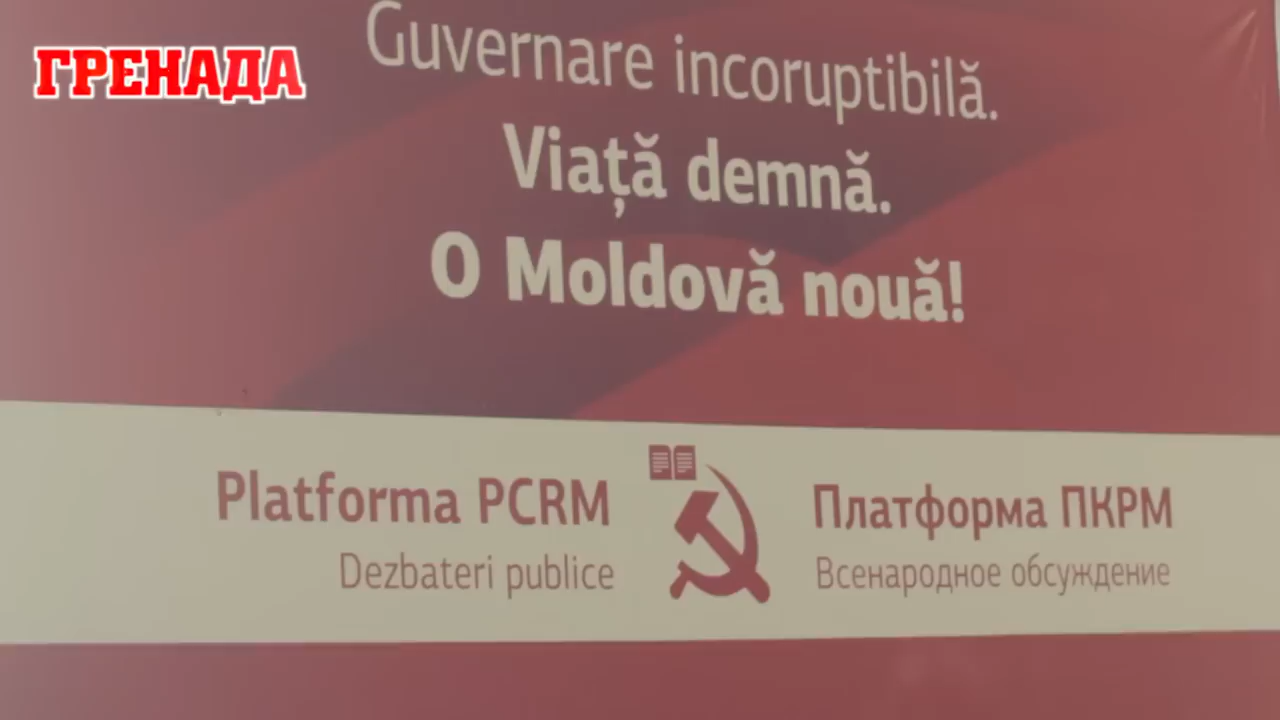 ГРЕНАДА
Guvernare incoruptibilă.
Viață demnă.
O Moldovă nouă!
Platforma PCRM
Dezbateri publice
Платформа ПКРМ
Всенародное обсуждение